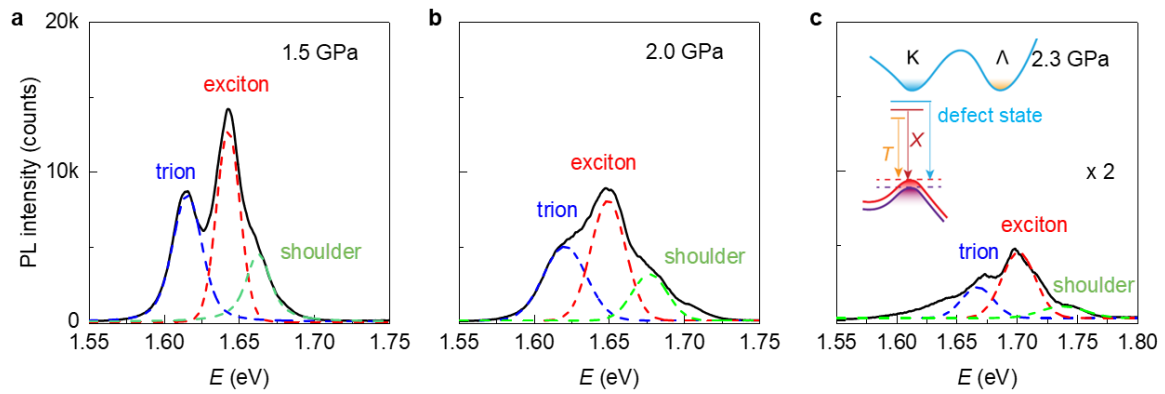 a
20k
10k
0
PL intensity (counts)
1.5 GPa
exciton
trion
shoulder
1.55 1.60 1.65 1.70 1.75
E (eV)
b
2.0 GPa
exciton
trion
shoulder
1.55 1.60 1.65 1.70 1.75
E (eV)
c
K Λ 2.3 GPa
defect state
T X
x 2
exciton
trion
shoulder
1.55 1.60 1.65 1.70 1.75 1.80
E (eV)